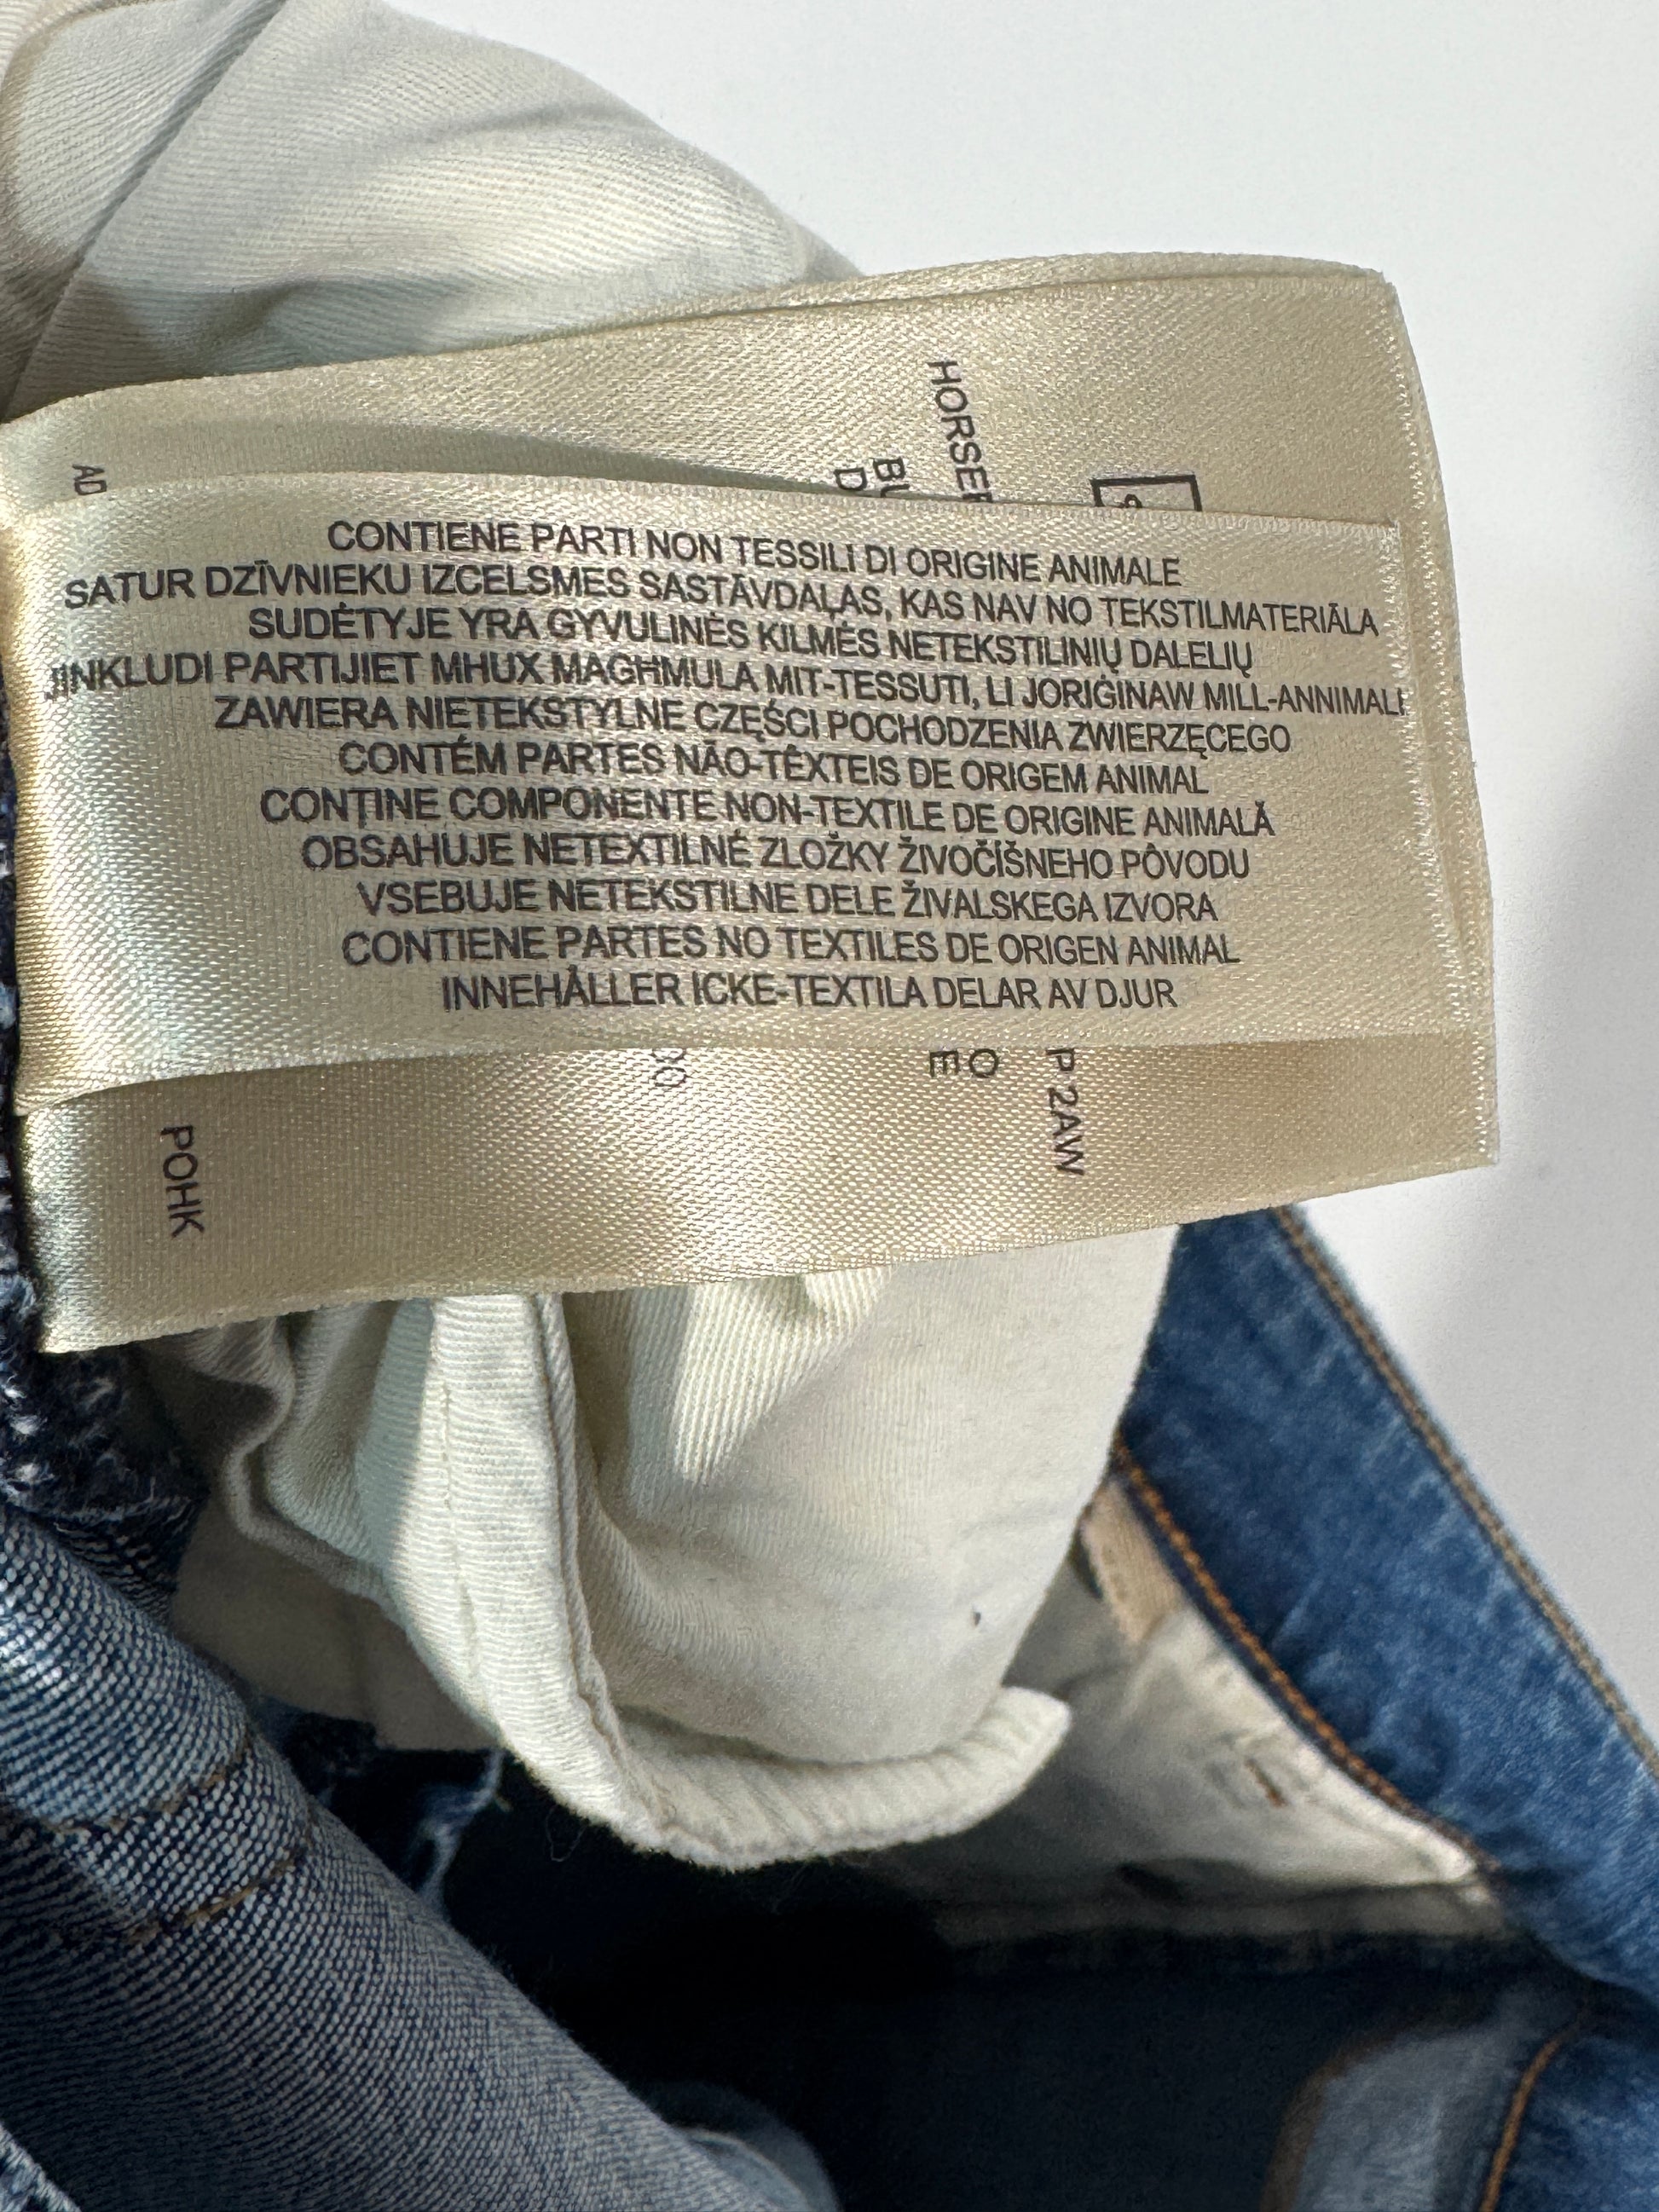 AD
CONTIENE PARTI NON TESSILI DI ORIGINE ANIMALE
SATUR DZĪVNIEKU IZCELSMES SASTĀVDAĻAS, KAS NAV NO TEKSTILMATERIĀLA
SUDĖTYJE YRA GYVULINĖS KILMĖS NETEKSTILINIŲ DALELIŲ
JINKLUDI PARTIJIET MHUX MAGĦMULA MIT-TESSUTI, LI JORIĠINAW MILL-ANNIMALI
ZAWIERA NIETEKSTYLNE CZĘŚCI POCHODZENIA ZWIERZĘCEGO
CONTÉM PARTES NÃO-TÊXTEIS DE ORIGEM ANIMAL
CONȚINE COMPONENTE NON-TEXTILE DE ORIGINE ANIMALĂ
OBSAHUJE NETEXTILNÉ ZLOŽKY ŽIVOČÍŠNEHO PÔVODU
VSEBUJE NETEKSTILNE DELE ŽIVALSKEGA IZVORA
CONTIENE PARTES NO TEXTILES DE ORIGEN ANIMAL
INNEHÅLLER ICKE-TEXTILA DELAR AV DJUR
P 2AW
POHK